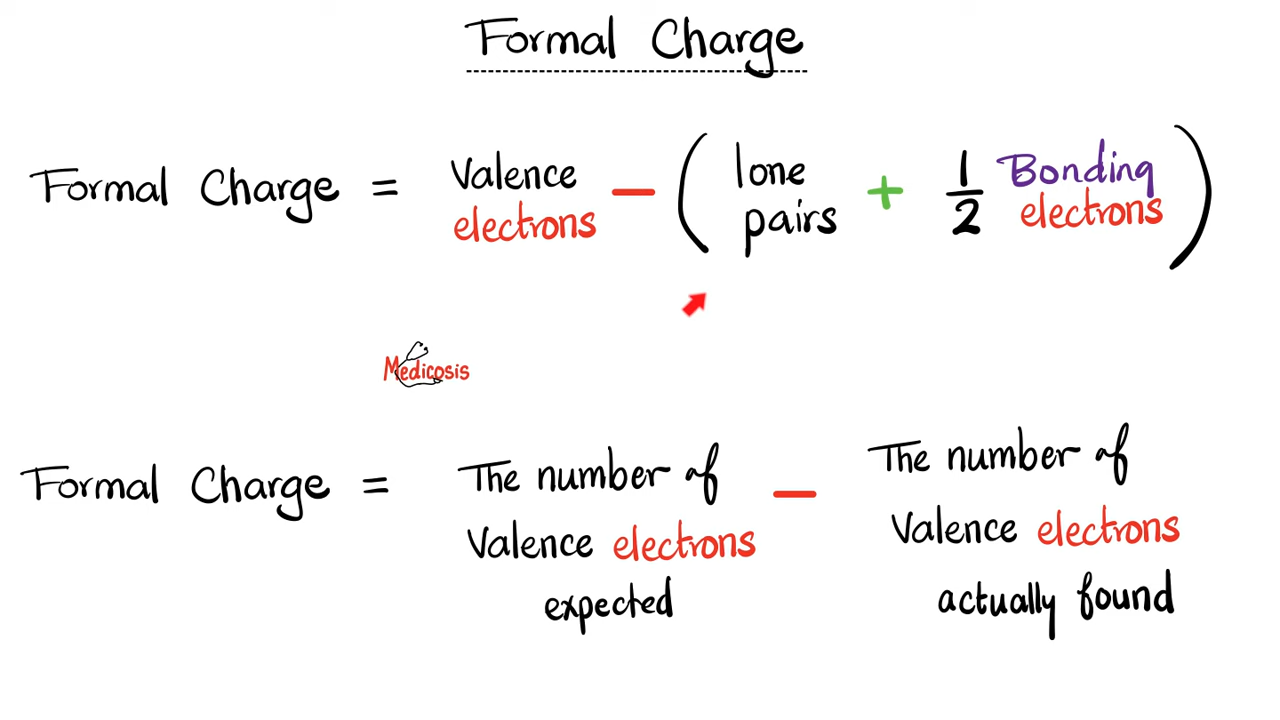 Formal Charge
Formal Charge = Valence electrons – ( lone pairs + 1/2 Bonding electrons )
Medicosis
Formal Charge = The number of Valence electrons expected – The number of Valence electrons actually found